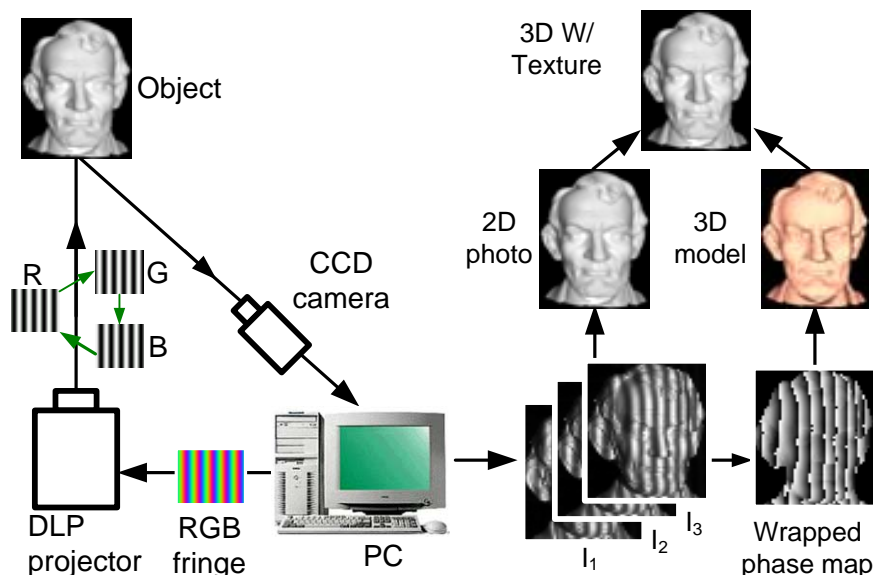 Object
3D W/
Texture
2D
photo
3D
model
CCD
camera
R
G
B
DLP
projector
RGB
fringe
PC
I1
I2
I3
Wrapped
phase map